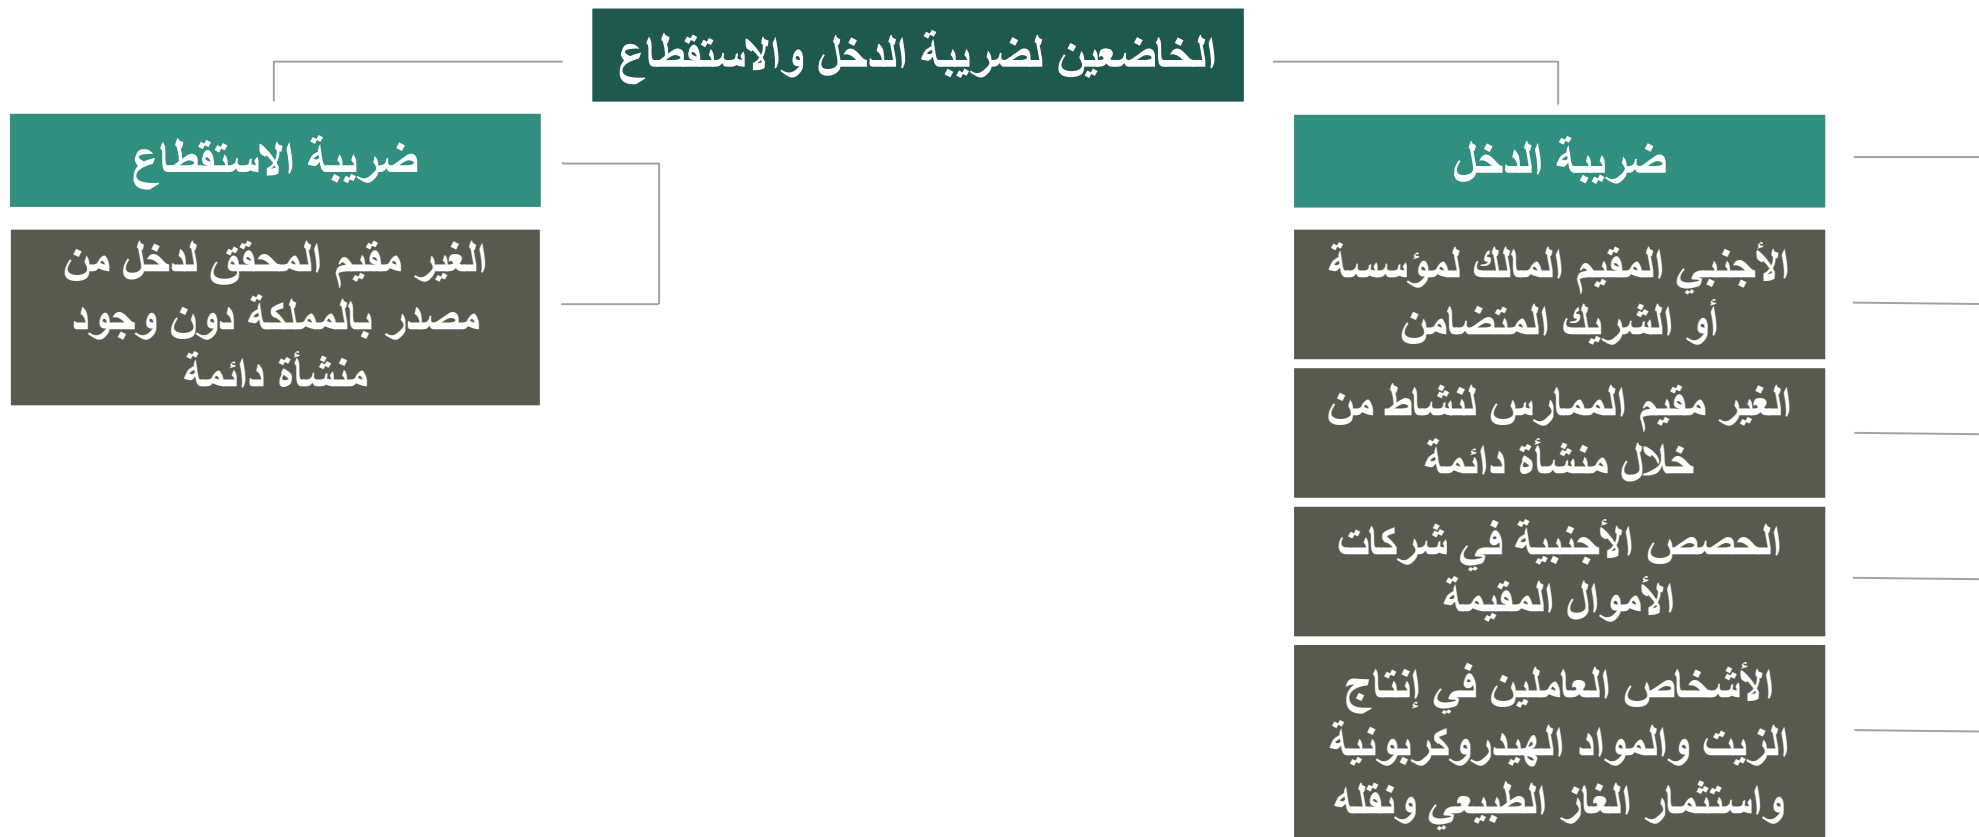 الخاضعين لضريبة الدخل والاستقطاع
ضريبة الدخل
الأجنبي المقيم المالك لمؤسسة
أو الشريك المتضامن
الغير مقيم الممارس لنشاط من
خلال منشأة دائمة
الحصص الأجنبية في شركات
الأموال المقيمة
الأشخاص العاملين في إنتاج
الزيت والمواد الهيدروكربونية
واستثمار الغاز الطبيعي ونقله
ضريبة الاستقطاع
الغير مقيم المحقق لدخل من
مصدر بالمملكة دون وجود
منشأة دائمة